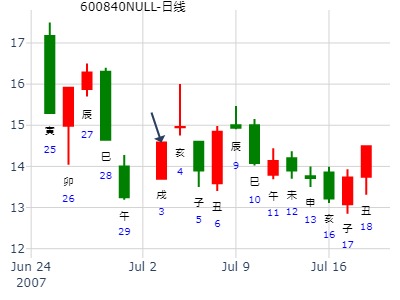 600840NULL-日线
17
16
15
14
13
12
寅
25
卯
26
辰
27
巳
28
午
29
戌
3
亥
4
子
5
丑
6
辰
9
巳
10
午
11
未
12
申
13
亥
16
子
17
丑
18
Jun 24
2007
Jul 2
Jul 9
Jul 16